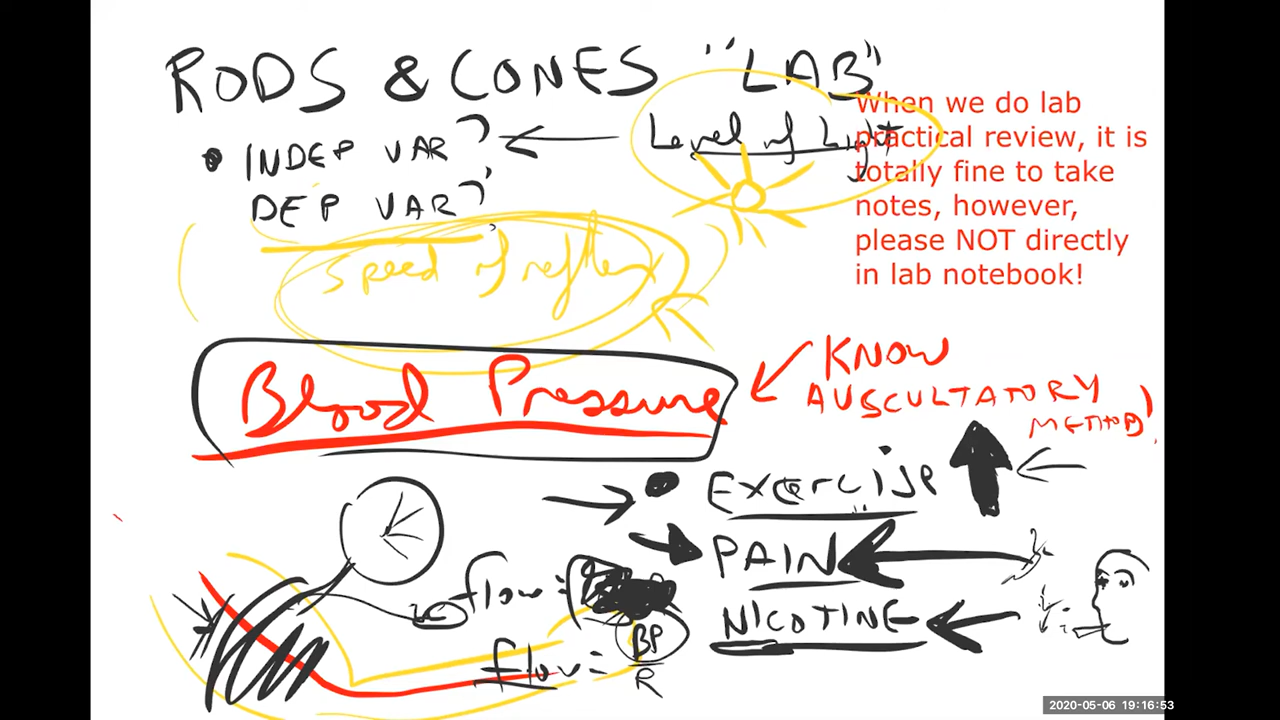 RODS & CONES "LAB"
• INDEP VAR? ← Level of Light
DEP VAR?
Speed of reflex
When we do lab
practical review, it is
totally fine to take
notes, however,
please NOT directly
in lab notebook!
Blood Pressure
KNOW
AUSCULTATORY
METHOD!
• Exercise
PAIN
NICOTINE
flow = (
flow = BP
R
2020-05-06 19:16:53